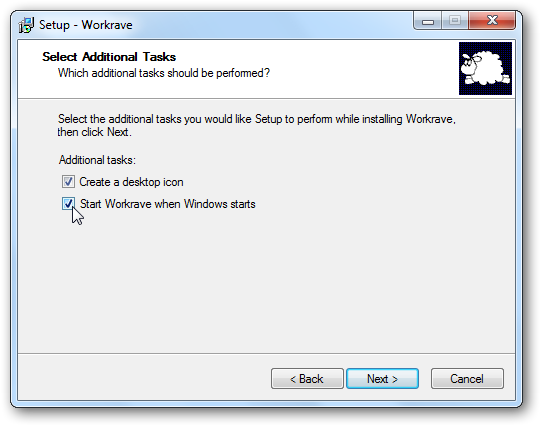 Setup - Workrave
Select Additional Tasks
Which additional tasks should be performed?
Select the additional tasks you would like Setup to perform while installing Workrave,
then click Next.
Additional tasks:
Create a desktop icon
Start Workrave when Windows starts
< Back
Next >
Cancel